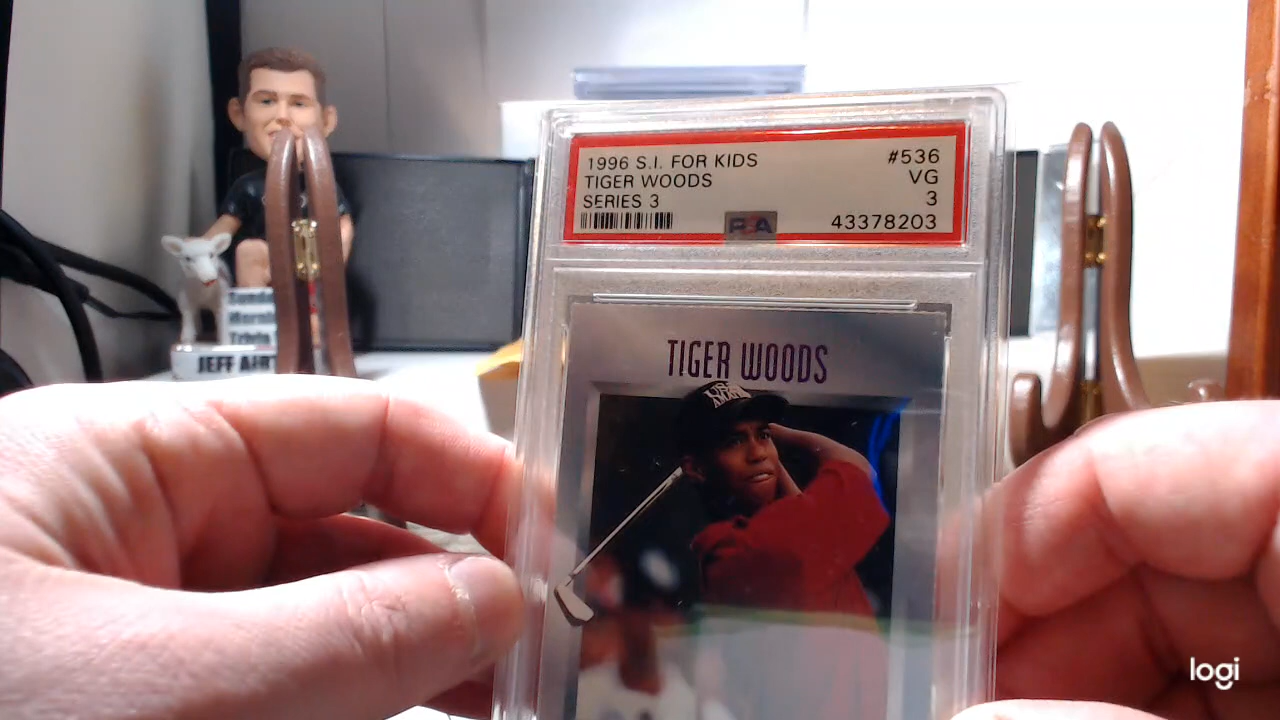 1996 S.I. FOR KIDS #536
TIGER WOODS VG
SERIES 3 3
PSA 43378203
TIGER WOODS
JEFF
logi